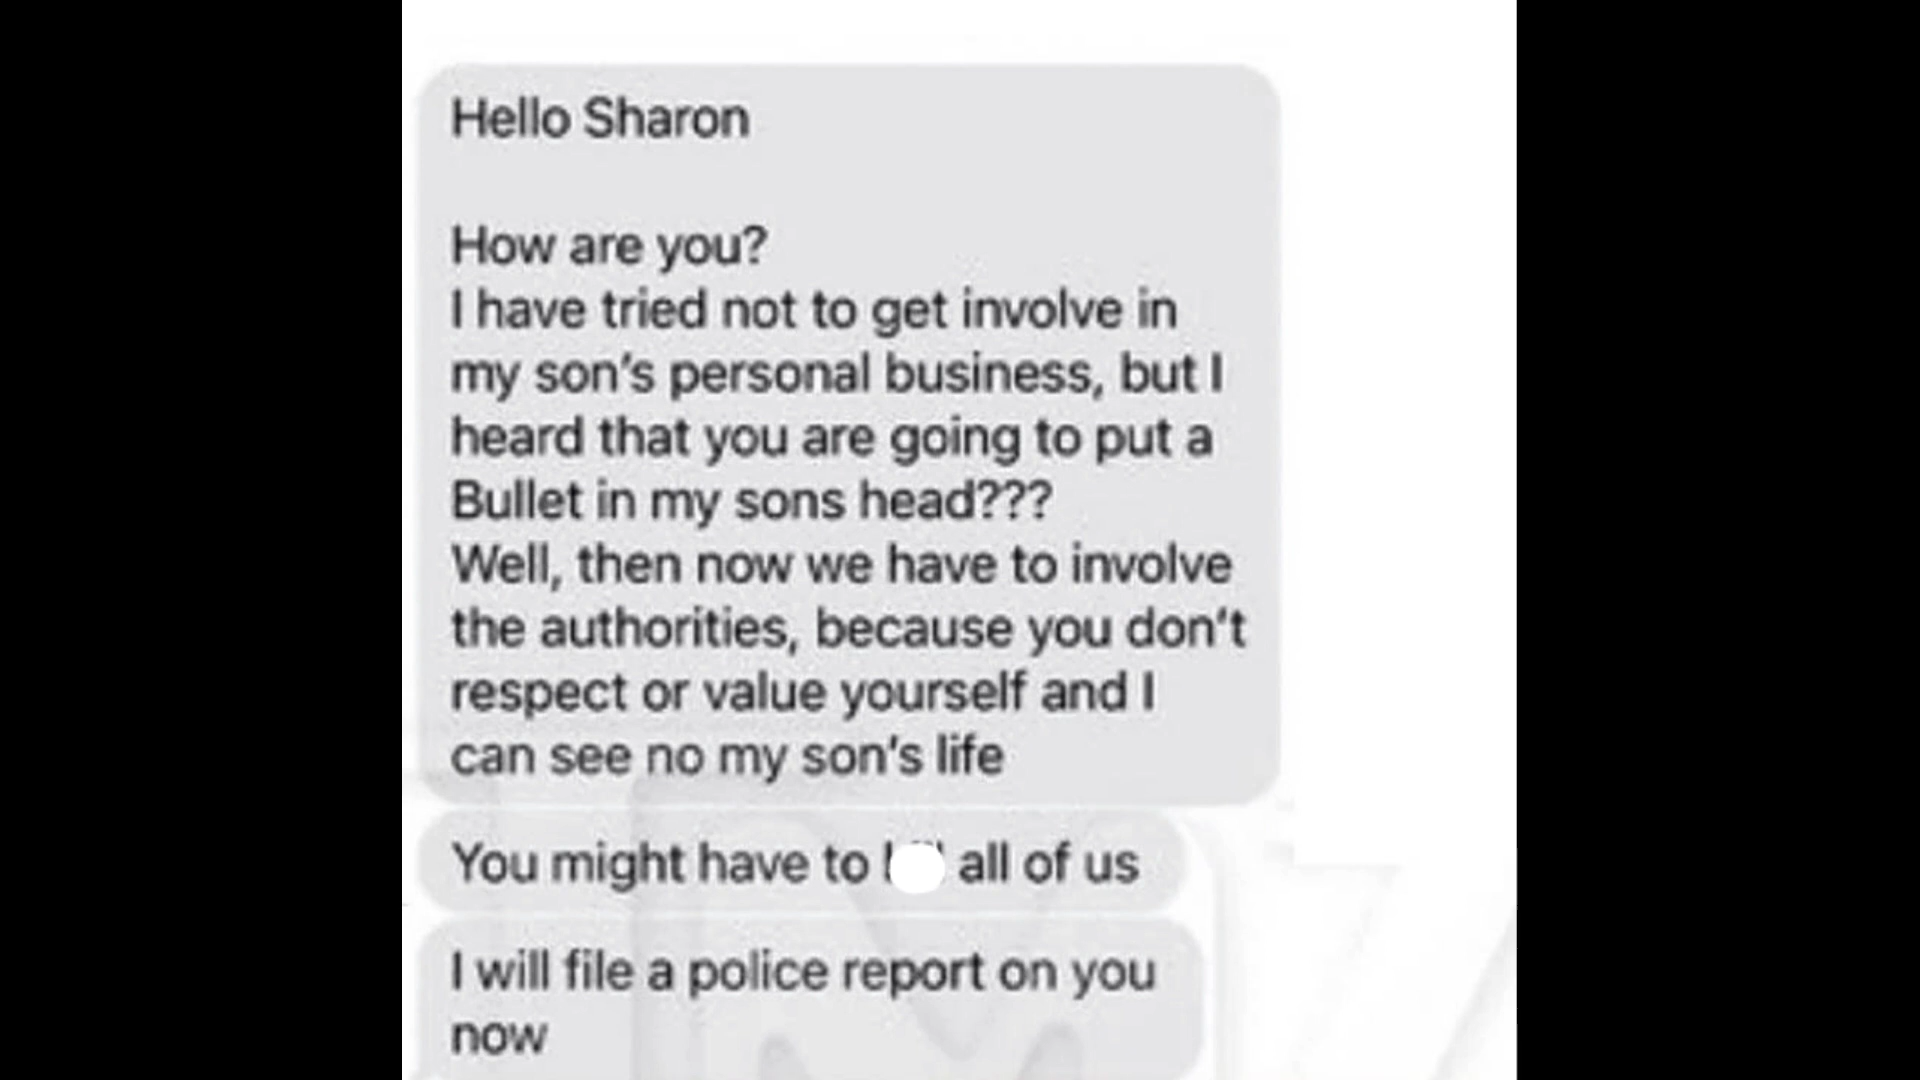 Hello Sharon
How are you?
I have tried not to get involve in
my son's personal business, but I
heard that you are going to put a
Bullet in my sons head???
Well, then now we have to involve
the authorities, because you don't
respect or value yourself and I
can see no my son's life
You might have to all of us
I will file a police report on you
now